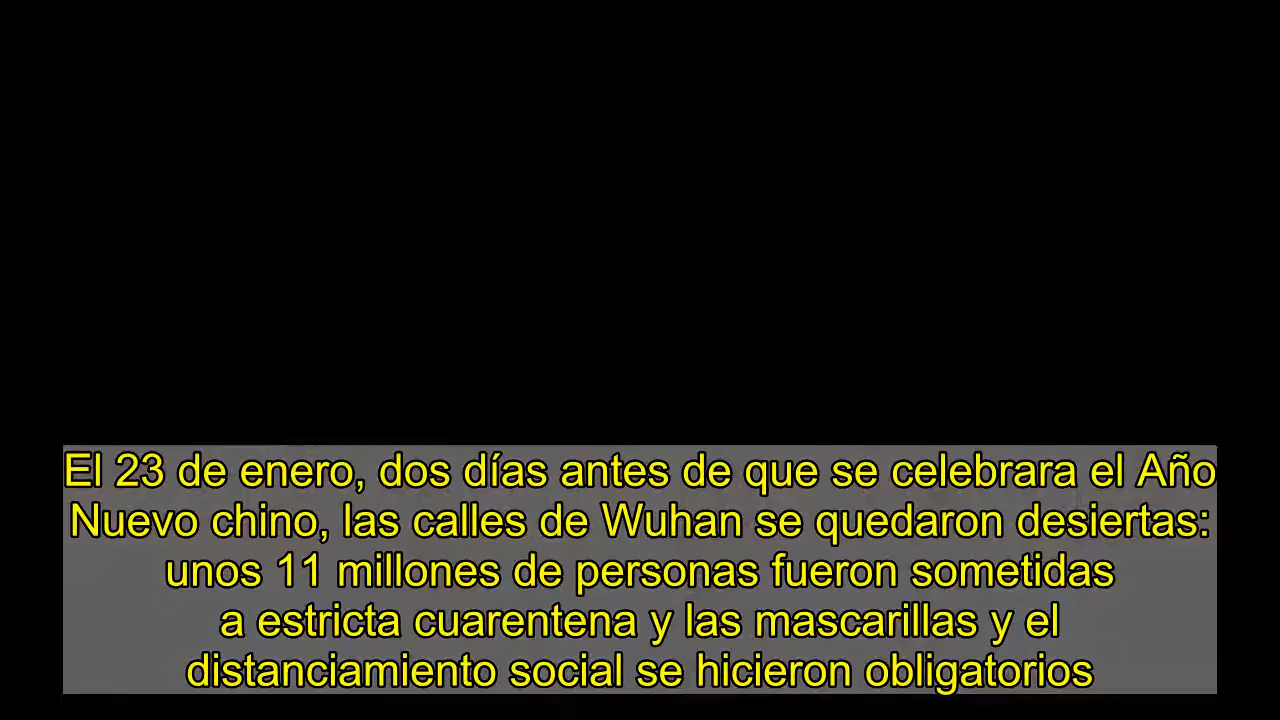 El 23 de enero, dos días antes de que se celebrara el Año
Nuevo chino, las calles de Wuhan se quedaron desiertas:
unos 11 millones de personas fueron sometidas
a estricta cuarentena y las mascarillas y el
distanciamiento social se hicieron obligatorios